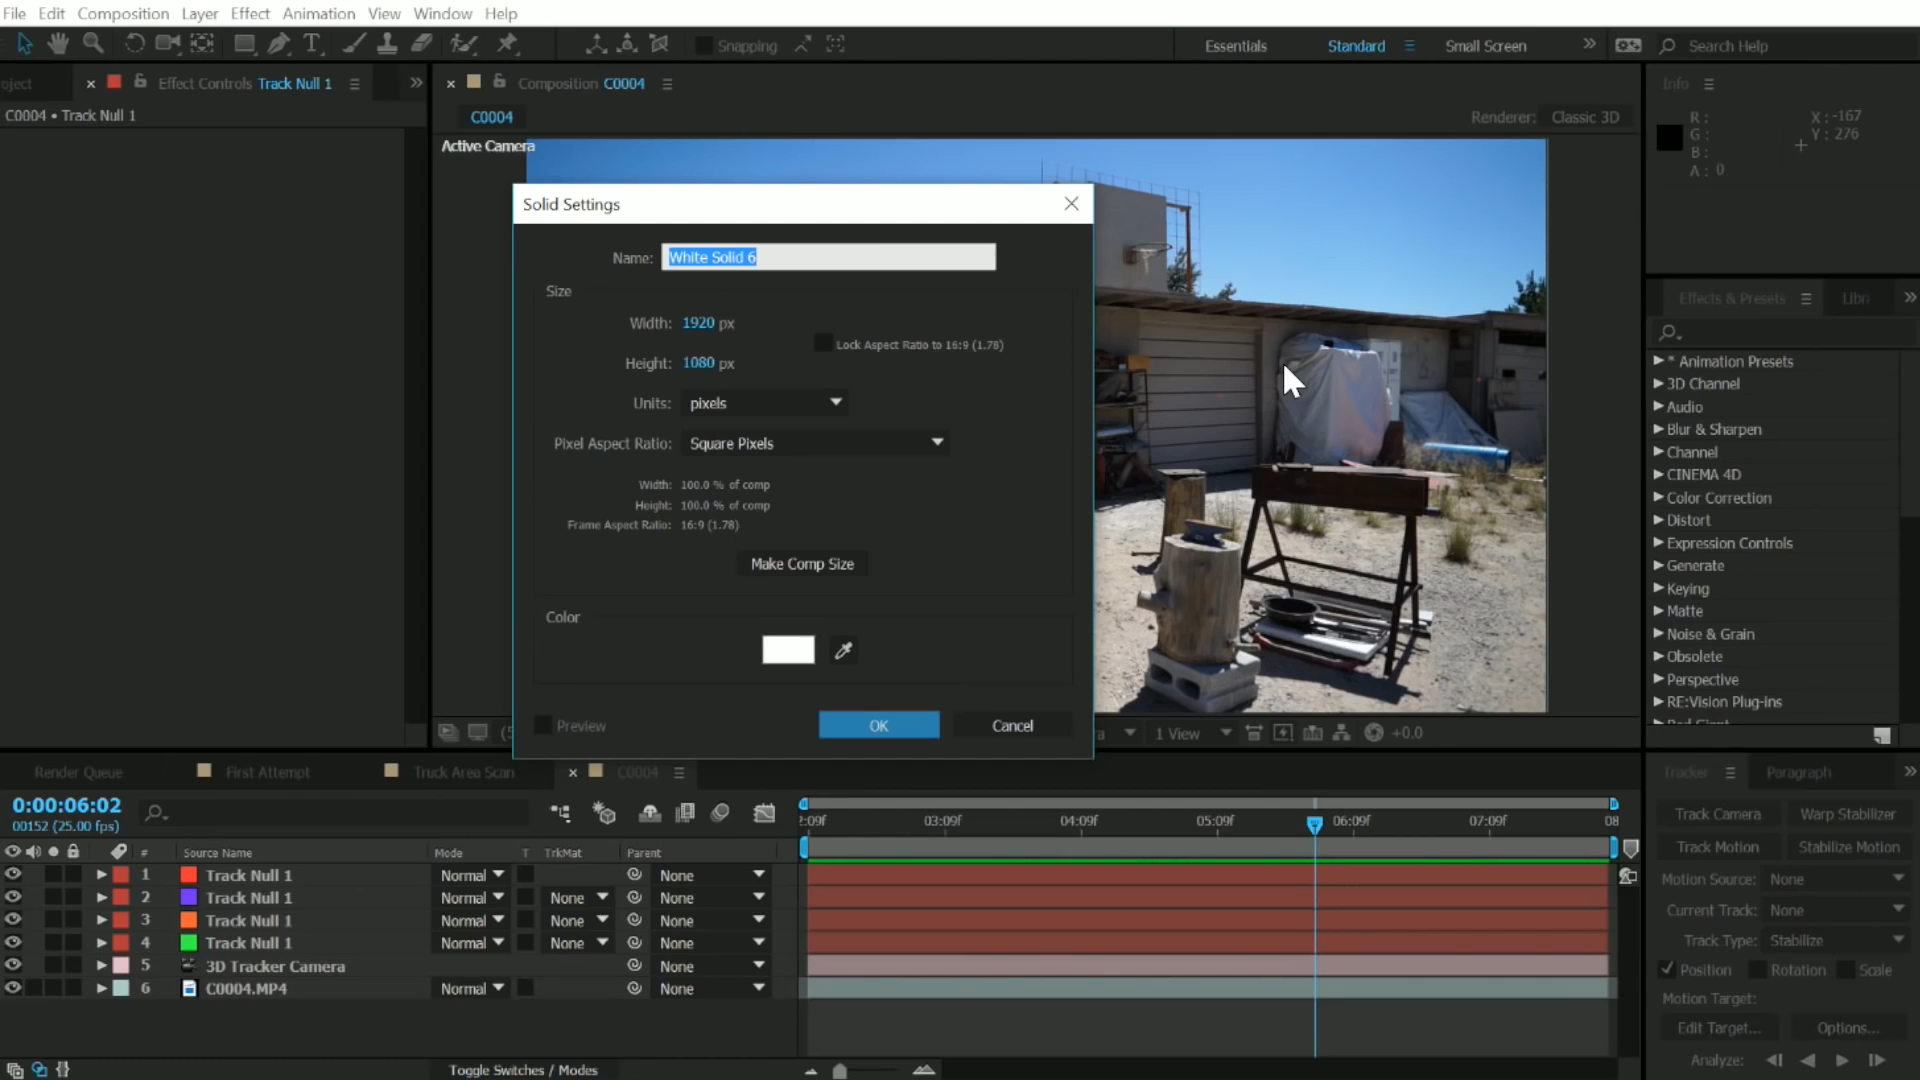 File Edit Composition Layer Effect Animation View Window Help
Snapping
Essentials Standard Small Screen Search Help
oject Effect Controls Track Null 1
Composition C0004
Info
C0004 • Track Null 1
C0004
Renderer: Classic 3D
R:
G:
B:
A: 0
X: -167
Y: 276
Active Camera
Solid Settings
Name: White Solid 6
Size
Width: 1920 px
Height: 1080 px
Lock Aspect Ratio to 16:9 (1.78)
Units: pixels
Pixel Aspect Ratio: Square Pixels
Width: 100.0 % of comp
Height: 100.0 % of comp
Frame Aspect Ratio: 16:9 (1.78)
Make Comp Size
Color
Preview
OK
Cancel
1 View
+0.0
Effects & Presets Libr
* Animation Presets
3D Channel
Audio
Blur & Sharpen
Channel
CINEMA 4D
Color Correction
Distort
Expression Controls
Generate
Keying
Matte
Noise & Grain
Obsolete
Perspective
RE:Vision Plug-ins
Render Queue First Attempt Truck Area Scan C0004
0:00:06:02
00152 (25.00 fps)
2:09f 03:09f 04:09f 05:09f 06:09f 07:09f 08
# Source Name Mode T TrkMat Parent
1 Track Null 1 Normal None
2 Track Null 1 Normal None None
3 Track Null 1 Normal None None
4 Track Null 1 Normal None None
5 3D Tracker Camera None
6 C0004.MP4 Normal None
Toggle Switches / Modes
Tracker Paragraph
Track Camera Warp Stabilizer
Track Motion Stabilize Motion
Motion Source: None
Current Track: None
Track Type: Stabilize
Position Rotation Scale
Motion Target:
Edit Target... Options...
Analyze: